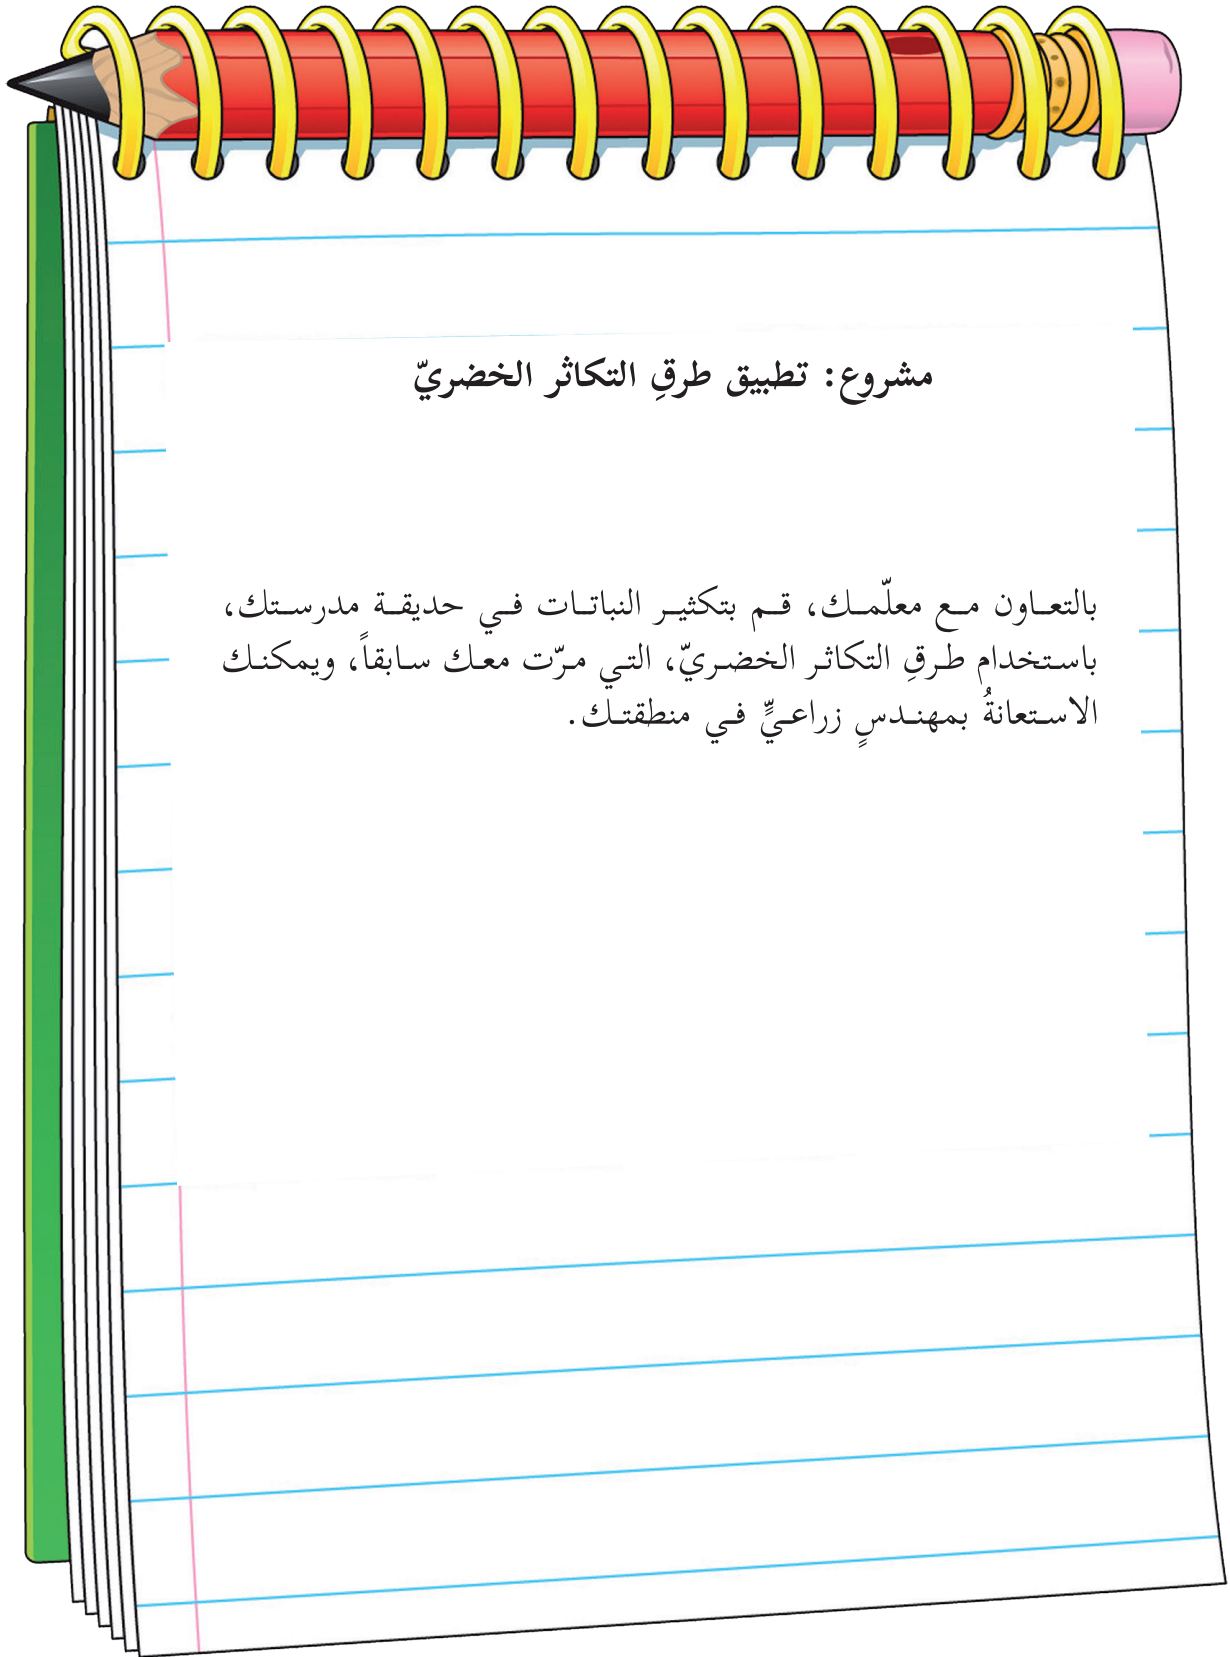 مشروع: تطبيق طرقِ التكاثر الخضريّ
بالتعاون مع معلّمك، قم بتكثير النباتات في حديقة مدرستك،
باستخدام طرقِ التكاثر الخضريّ، التي مرّت معك سابقاً، ويمكنك
الاستعانةُ بمهندسٍ زراعيٍّ في منطقتك.